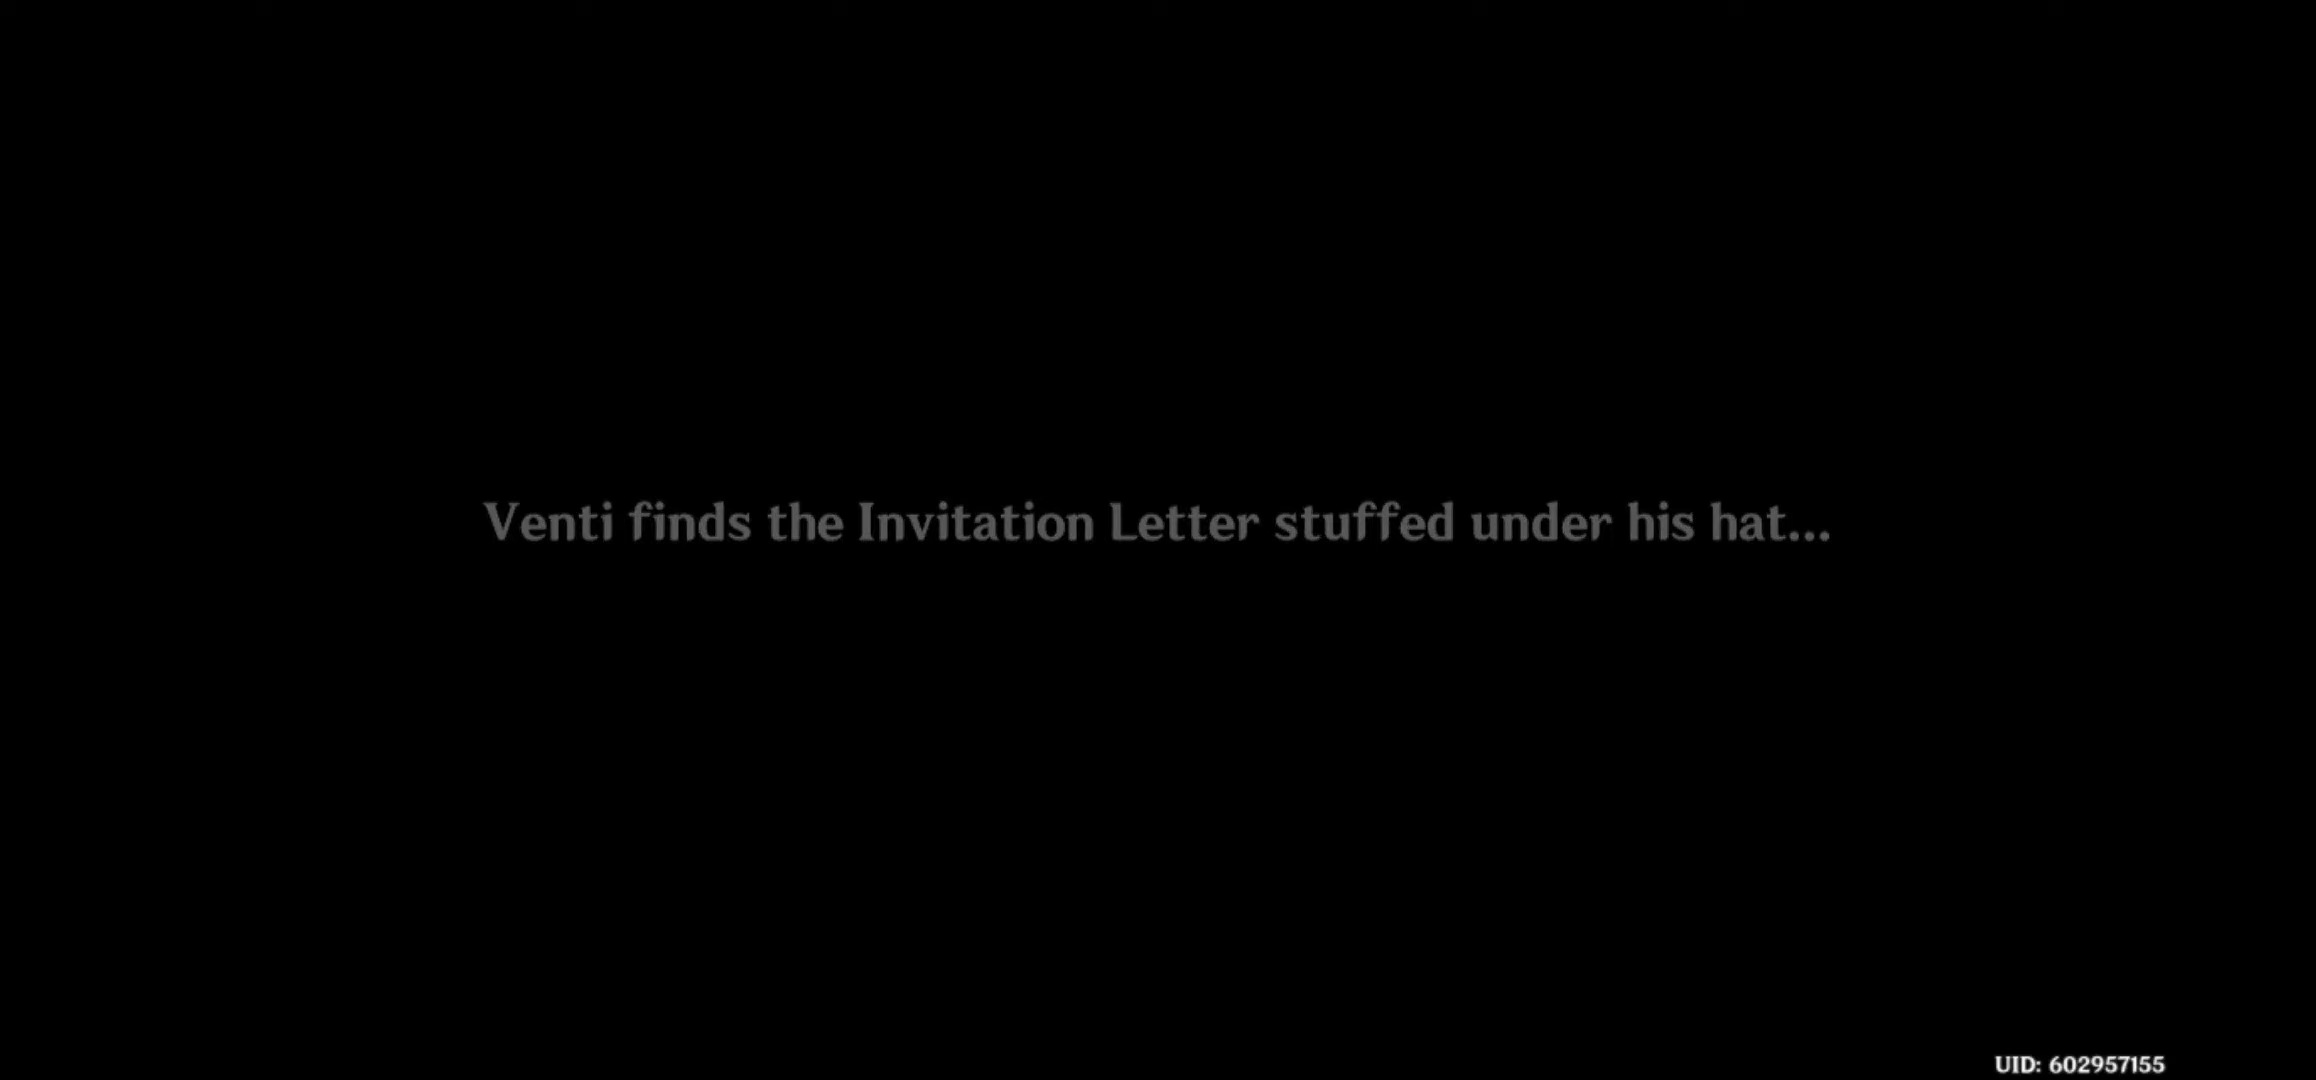 Venti finds the Invitation Letter stuffed under his hat...
UID: 602957155